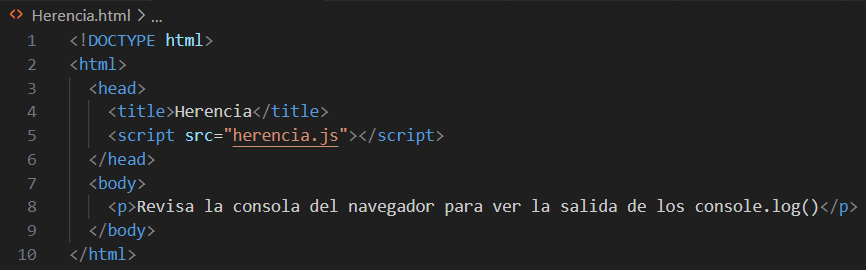 Herencia.html > ...
1 <!DOCTYPE html>
2 <html>
3 <head>
4 <title>Herencia</title>
5 <script src="herencia.js"></script>
6 </head>
7 <body>
8 <p>Revisa la consola del navegador para ver la salida de los console.log()</p>
9 </body>
10 </html>